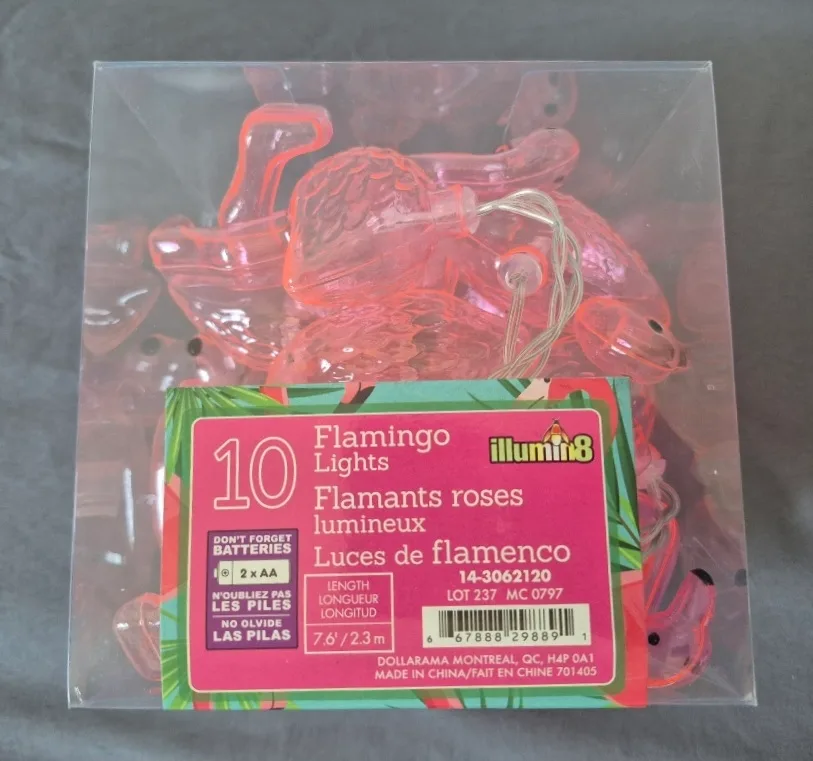 10
Flamingo
Lights
illumin8
Flamants roses
lumineux
Luces de flamenco
DON'T FORGET
BATTERIES
2 x AA
N'OUBLIEZ PAS
LES PILES
NO OLVIDE
LAS PILAS
LENGTH
LONGUEUR
LONGITUD
7.6' / 2.3 m
14-3062120
LOT 237 MC 0797
6 67888 29889 1
DOLLARAMA MONTREAL, QC, H4P 0A1
MADE IN CHINA/FAIT EN CHINE 701405